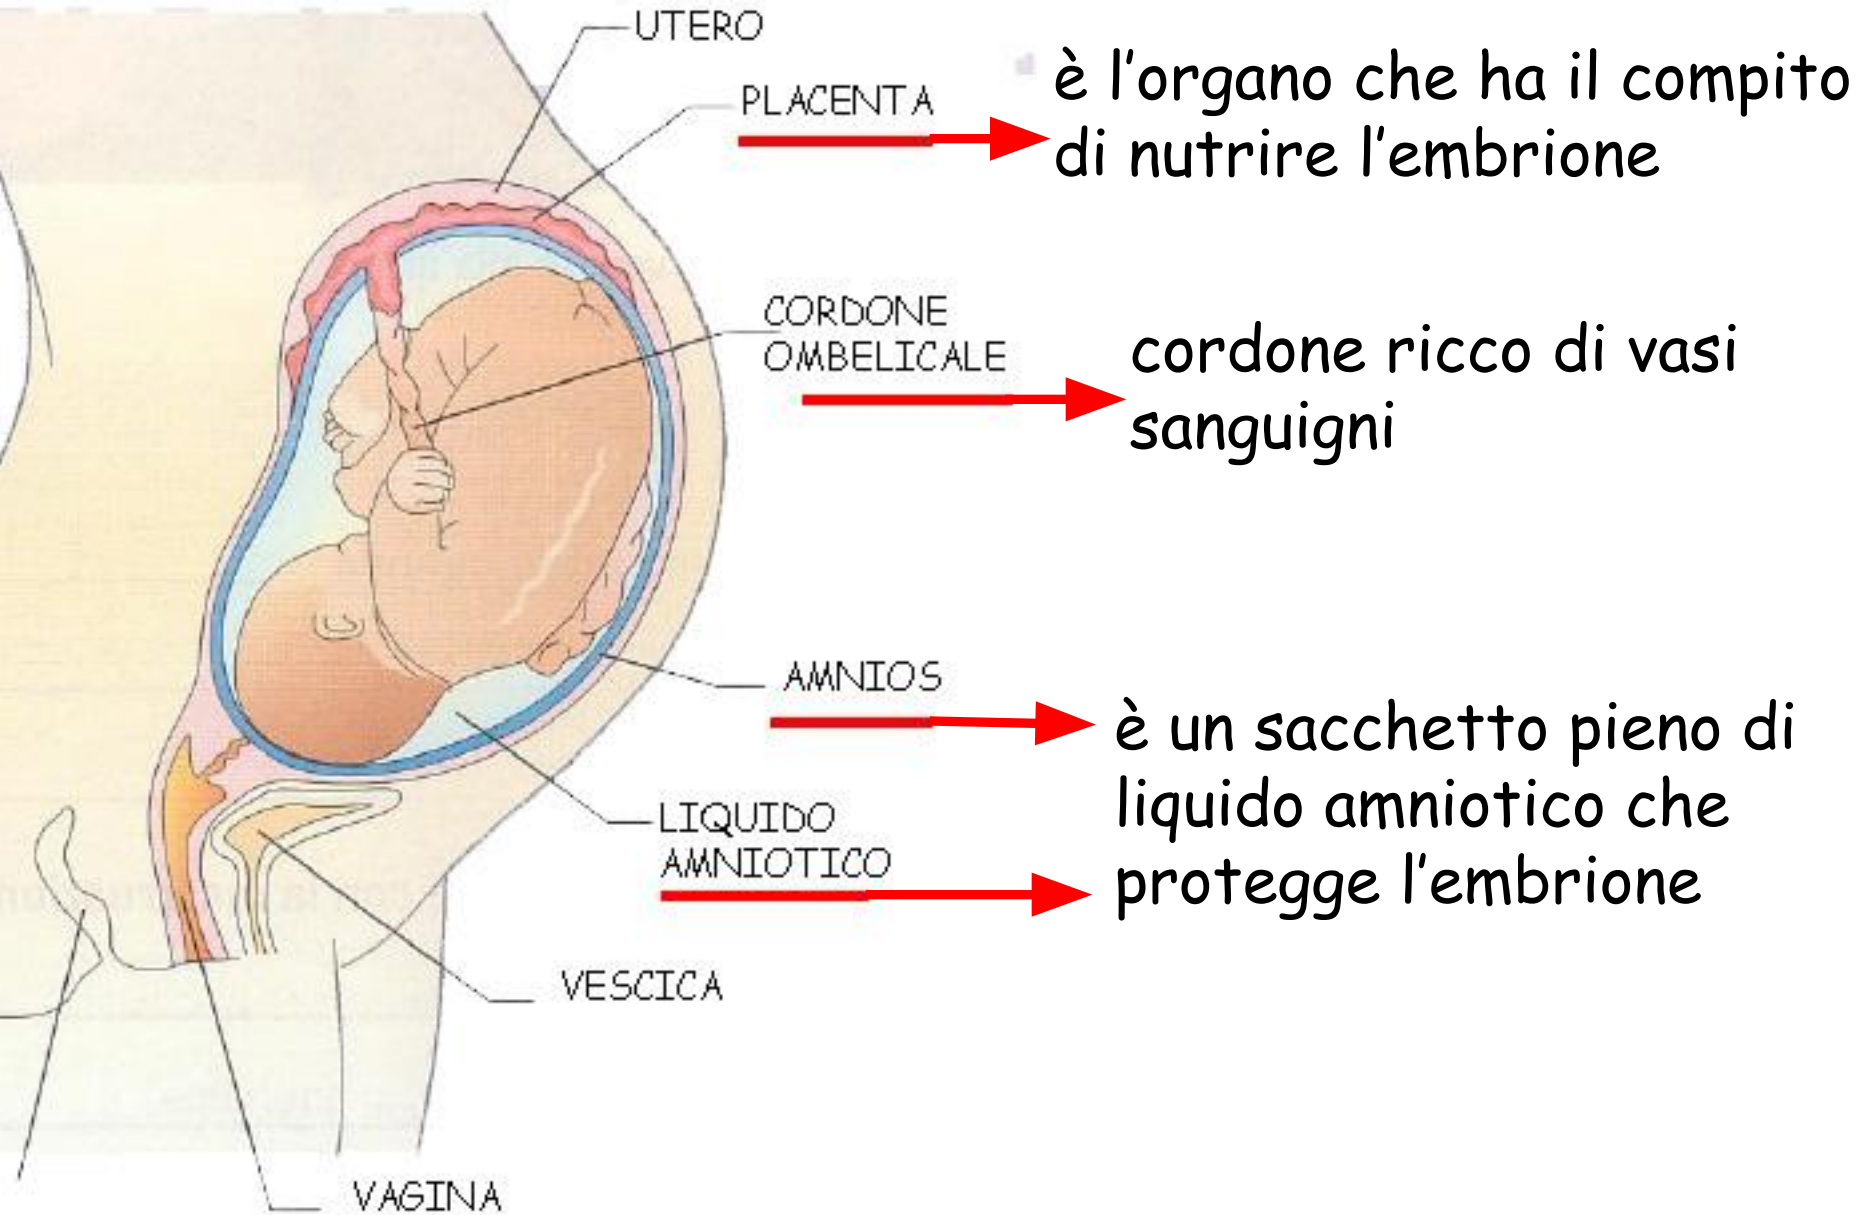 UTERO
PLACENTA
è l'organo che ha il compito
di nutrire l'embrione
CORDONE
OMBELICALE
cordone ricco di vasi
sanguigni
AMNIOS
è un sacchetto pieno di
liquido amniotico che
protegge l'embrione
LIQUIDO
AMNIOTICO
VESCICA
VAGINA